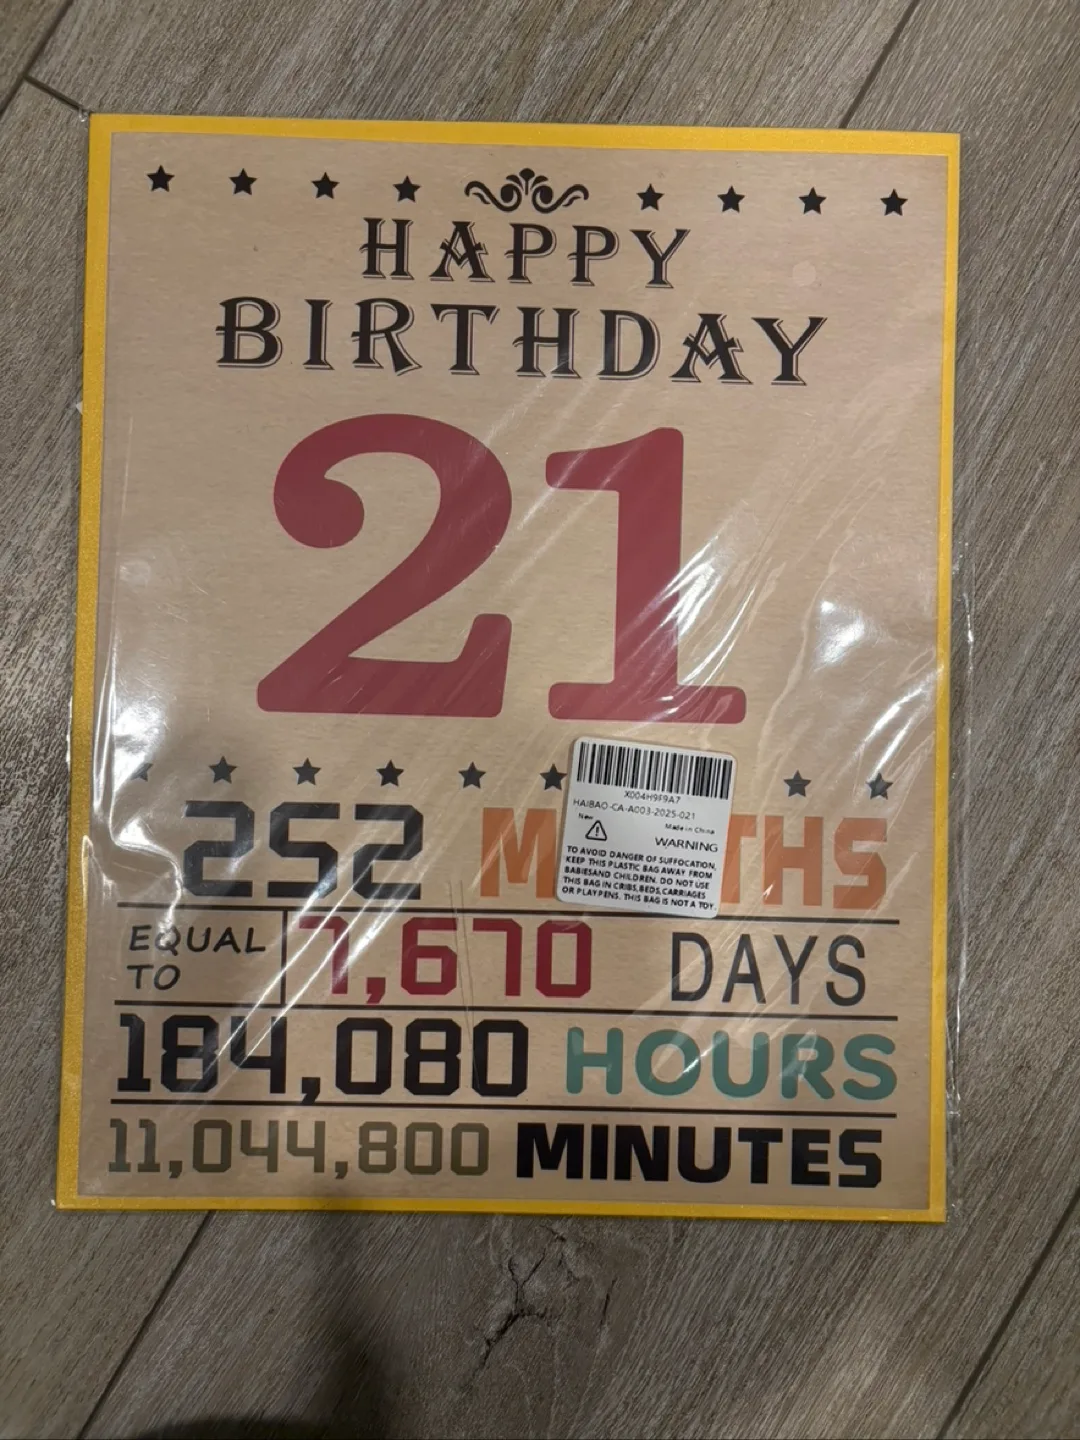 HAPPY
BIRTHDAY
21
X004H9F9A7
HAIBAO-CA-A003-2025-021
New
Made in China
WARNING
TO AVOID DANGER OF SUFFOCATION,
KEEP THIS PLASTIC BAG AWAY FROM
BABIESAND CHILDREN. DO NOT USE
THIS BAG IN CRIBS,BEDS,CARRIAGES
OR PLAYPENS. THIS BAG IS NOT A TOY.
252 M THS
EQUAL TO 7,670 DAYS
184,080 HOURS
11,044,800 MINUTES